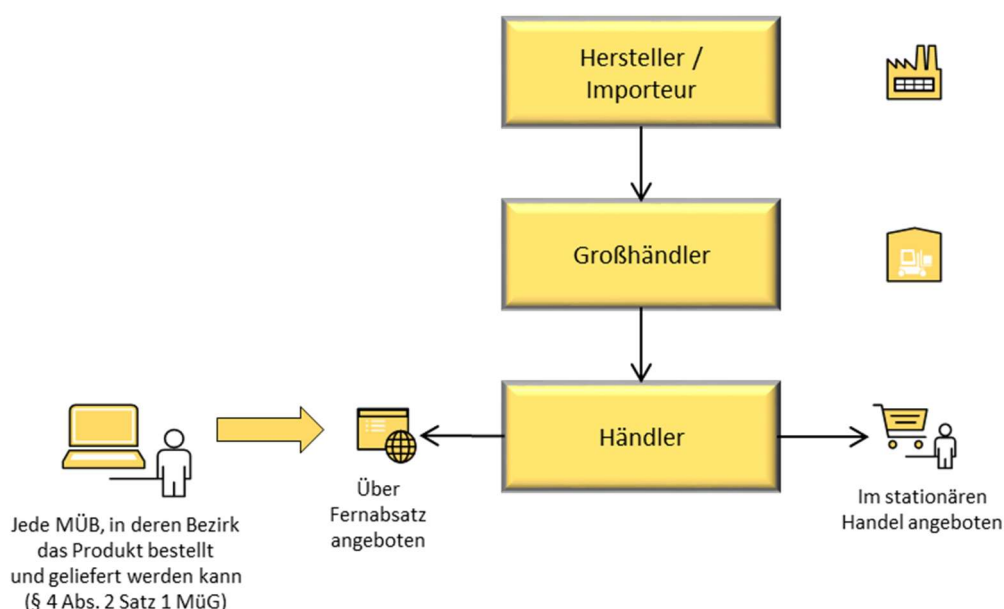 Hersteller /
Importeur
Großhändler
Händler
Jede MÜB, in deren Bezirk
das Produkt bestellt
und geliefert werden kann
(§ 4 Abs. 2 Satz 1 MüG)
Über
Fernabsatz
angeboten
Im stationären
Handel angeboten